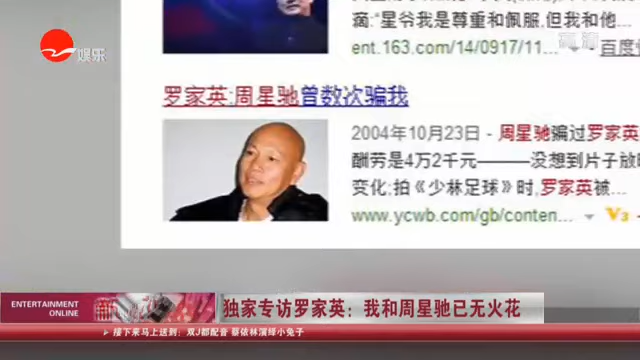 蔼:"星爷我是尊重和佩服,但我和他...
ent.163.com/14/0917/11...
百度
娱乐
高清
罗家英:周星驰曾数次骗我
2004年10月23日 - 周星驰骗过罗家英
酬劳是4万2千元———没想到片子放映
变化:拍《少林足球》时,罗家英被...
www.ycwb.com/gb/conten...
V3
ENTERTAINMENT
ONLINE
独家专访罗家英：我和周星驰已无火花
接下来马上送到：双J都配音 蔡依林演绎小兔子